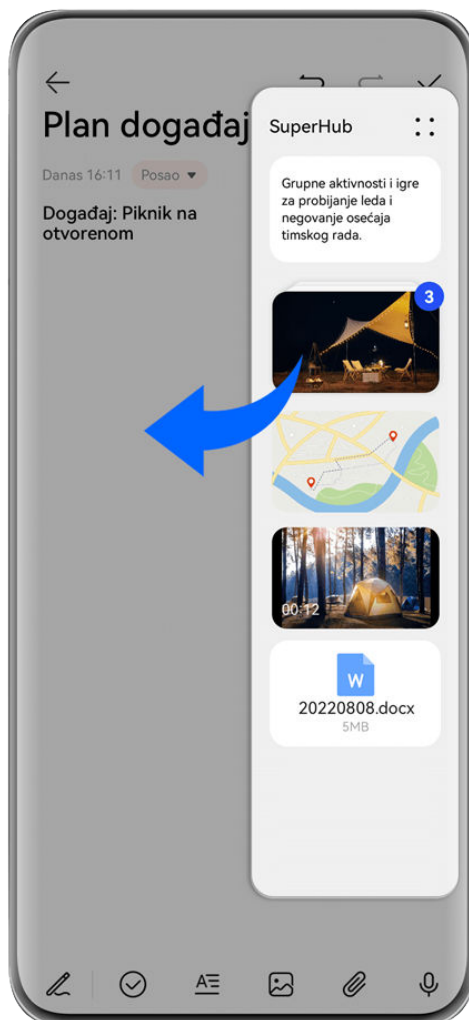 Plan događaj
Danas 16:11 Posao
Događaj: Piknik na
otvorenom
SuperHub
Grupne aktivnosti i igre
za probijanje leda i
negovanje osećaja
timskog rada.
3
00:12
W
20220808.docx
5MB